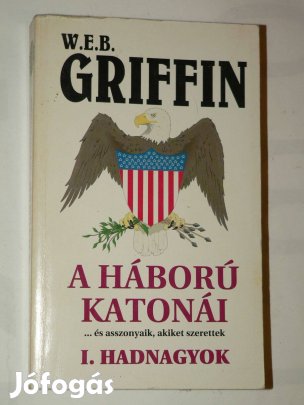 W.E.B.
GRIFFIN
A HÁBORÚ
KATONÁI
... és asszonyaik, akiket szerettek
I. HADNAGYOK
Jófogás